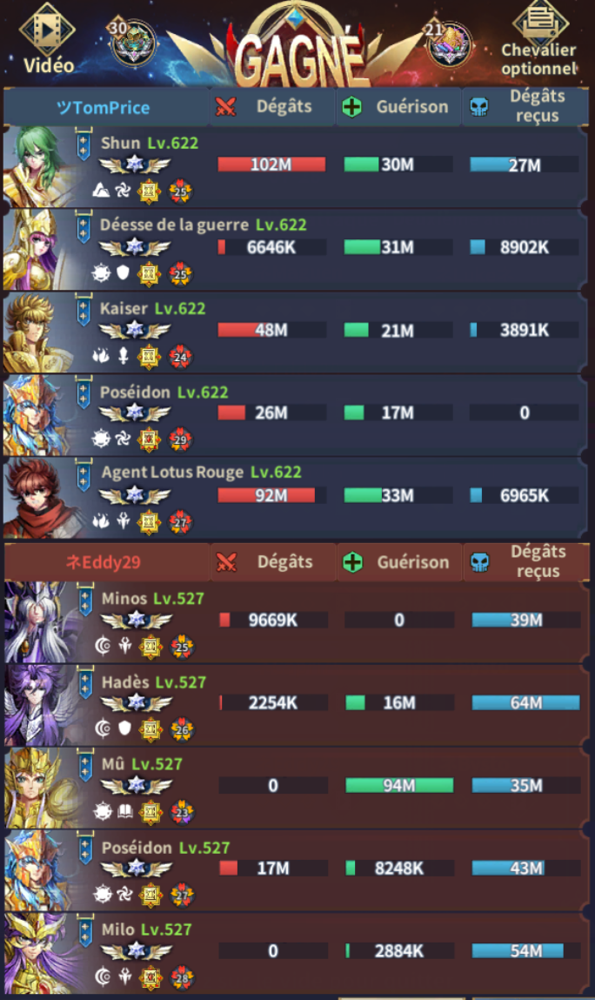 30
21
GAGNÉ
Vidéo
Chevalier
optionnel
ツTomPrice Dégâts Guérison Dégâts
reçus
Shun Lv.622
102M 30M 27M
25
Déesse de la guerre Lv.622
6646K 31M 8902K
25
Kaiser Lv.622
48M 21M 3891K
24
Poséidon Lv.622
26M 17M 0
29
Agent Lotus Rouge Lv.622
92M 33M 6965K
27
ネEddy29 Dégâts Guérison Dégâts
reçus
Minos Lv.527
9669K 0 39M
25
Hadès Lv.527
2254K 16M 64M
26
Mû Lv.527
0 94M 35M
23
Poséidon Lv.527
17M 8248K 43M
27
Milo Lv.527
0 2884K 54M
28